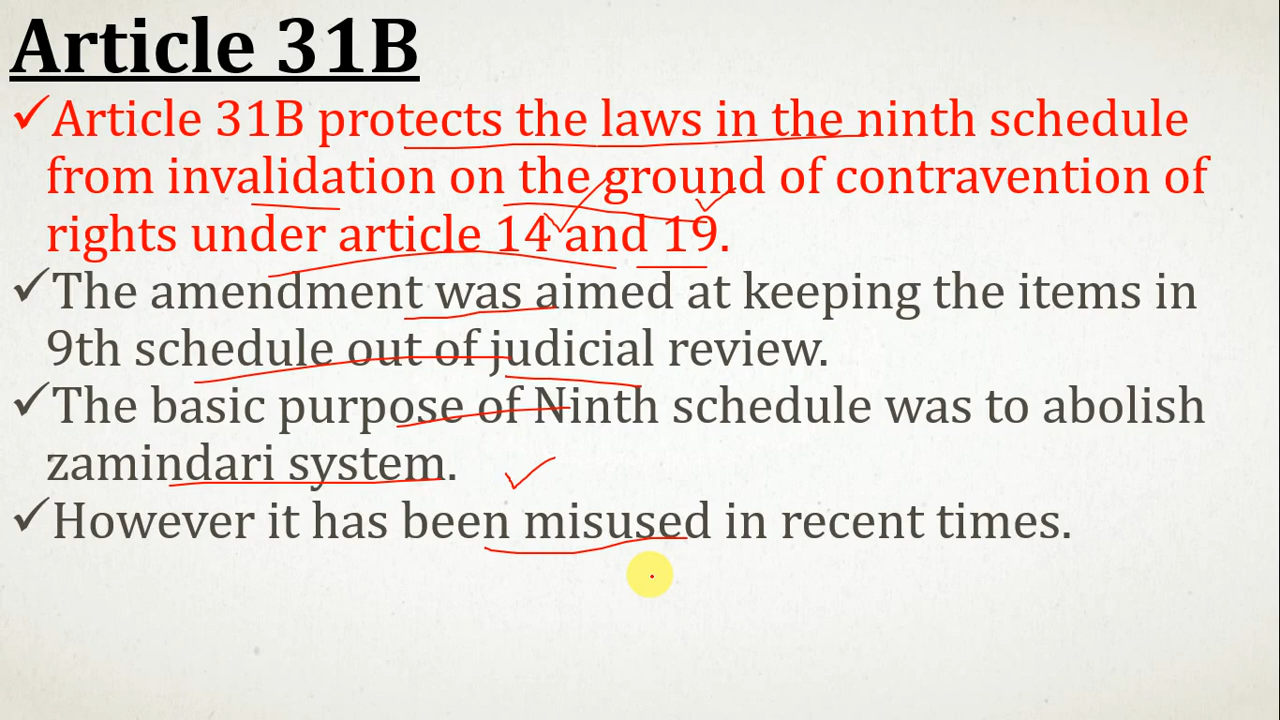 Article 31B
✓Article 31B protects the laws in the ninth schedule
from invalidation on the ground of contravention of
rights under article 14 and 19.
✓The amendment was aimed at keeping the items in
9th schedule out of judicial review.
✓The basic purpose of Ninth schedule was to abolish
zamindari system.
✓However it has been misused in recent times.